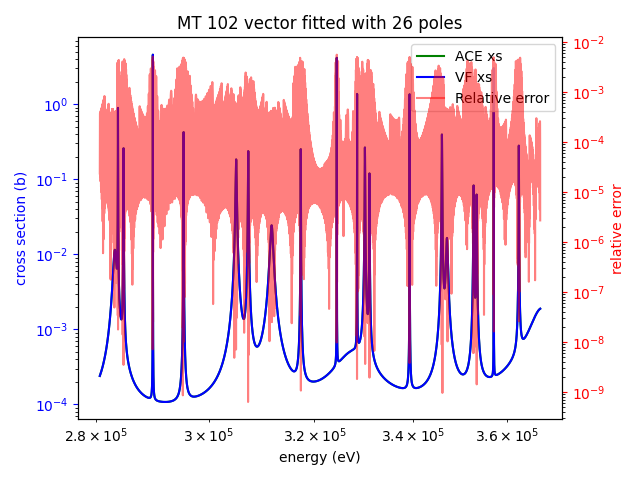 MT 102 vector fitted with 26 poles
ACE xs
VF xs
Relative error
cross section (b)
10⁰
10⁻¹
10⁻²
10⁻³
10⁻⁴
relative error
10⁻²
10⁻³
10⁻⁴
10⁻⁵
10⁻⁶
10⁻⁷
10⁻⁸
10⁻⁹
2.8 × 10⁵ 3 × 10⁵ 3.2 × 10⁵ 3.4 × 10⁵ 3.6 × 10⁵
energy (eV)